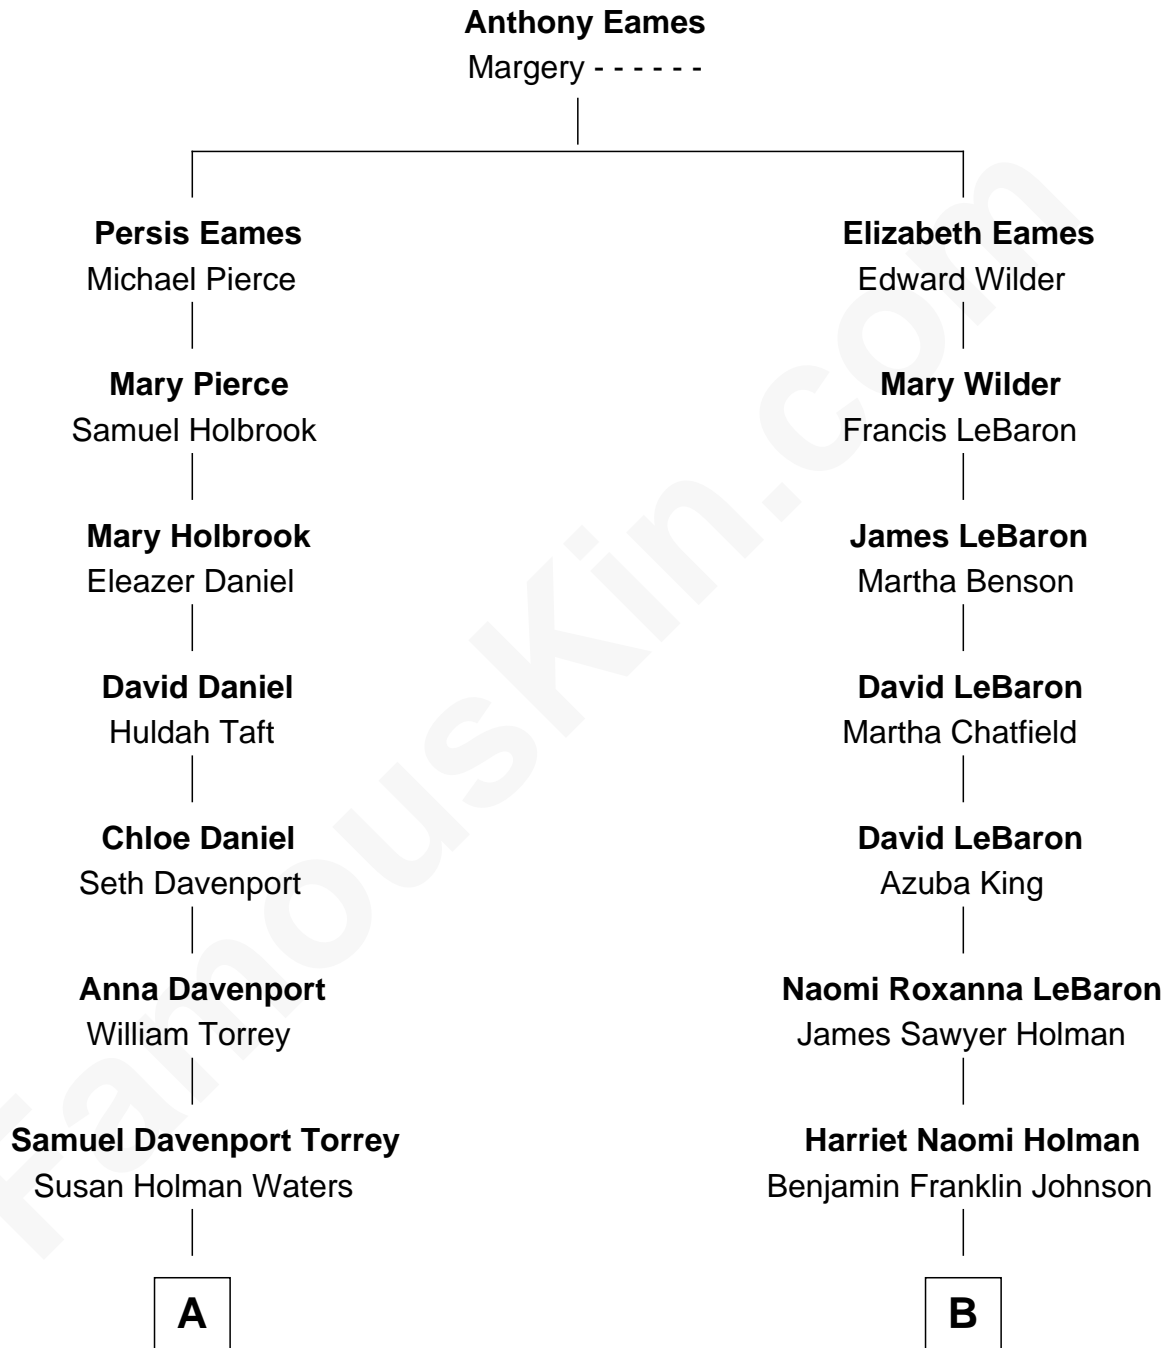 Anthony Eames
Margery - - - - - -
Persis Eames
Michael Pierce
Elizabeth Eames
Edward Wilder
Mary Pierce
Samuel Holbrook
Mary Wilder
Francis LeBaron
Mary Holbrook
Eleazer Daniel
James LeBaron
Martha Benson
David Daniel
Huldah Taft
David LeBaron
Martha Chatfield
Chloe Daniel
Seth Davenport
David LeBaron
Azuba King
Anna Davenport
William Torrey
Naomi Roxanna LeBaron
James Sawyer Holman
Samuel Davenport Torrey
Susan Holman Waters
Harriet Naomi Holman
Benjamin Franklin Johnson
A
B
FamousKin.com